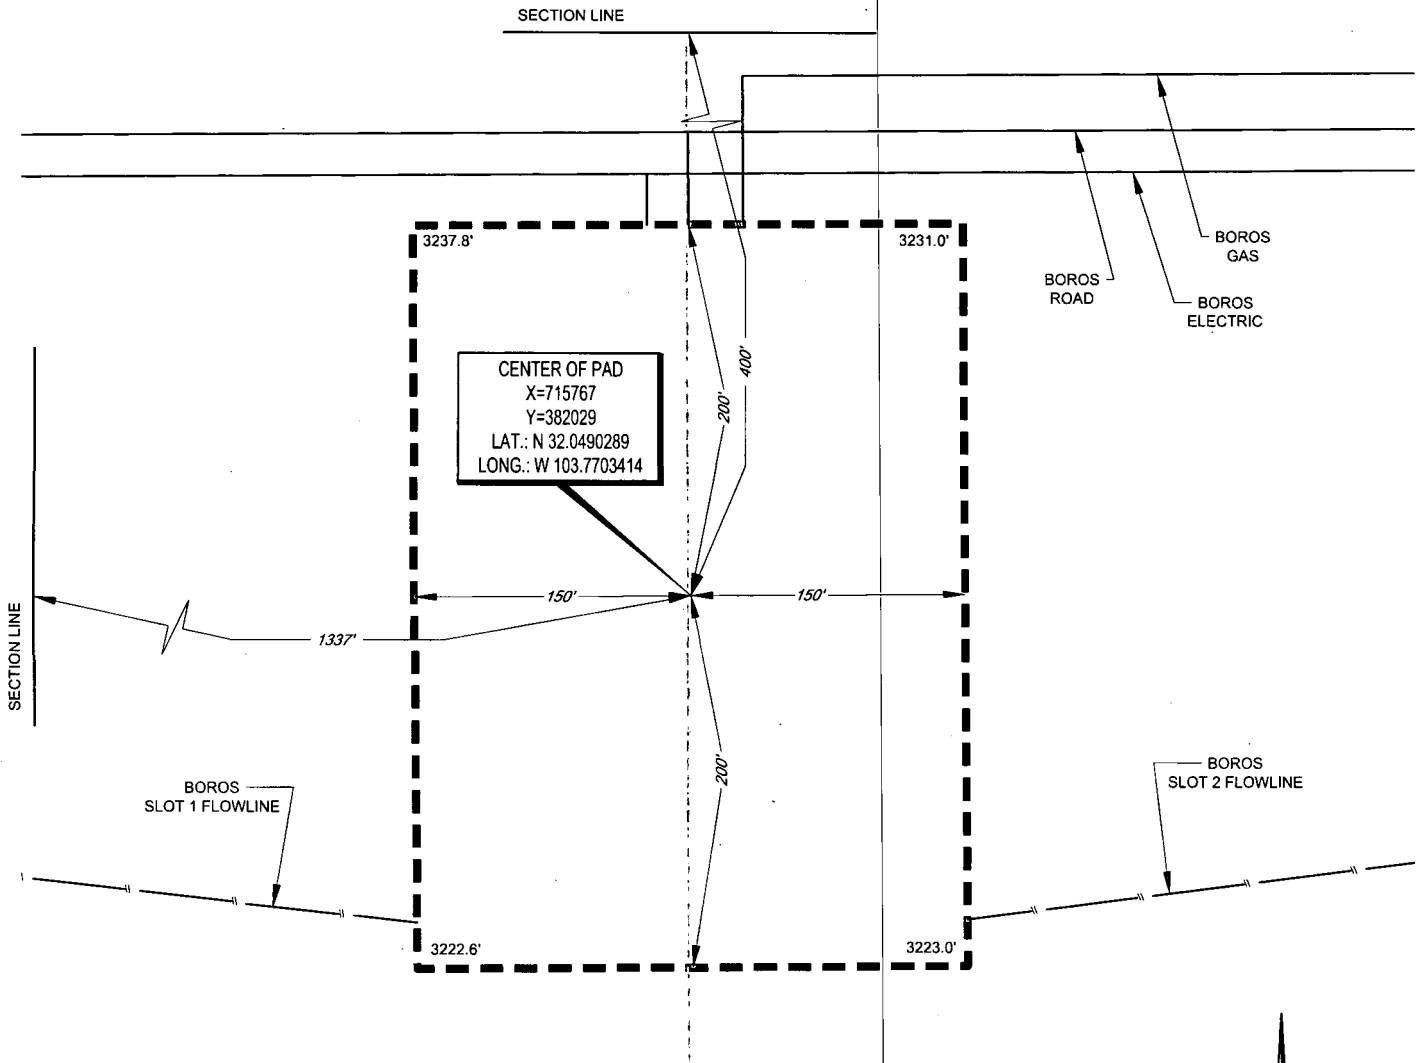 SECTION LINE
3237.8'
3231.0'
BOROS
GAS
BOROS
ROAD
BOROS
ELECTRIC
CENTER OF PAD
X=715767
Y=382029
LAT.: N 32.0490289
LONG.: W 103.7703414
400'
200'
150'
150'
1337'
SECTION LINE
200'
BOROS
SLOT 1 FLOWLINE
BOROS
SLOT 2 FLOWLINE
3222.6'
3223.0'